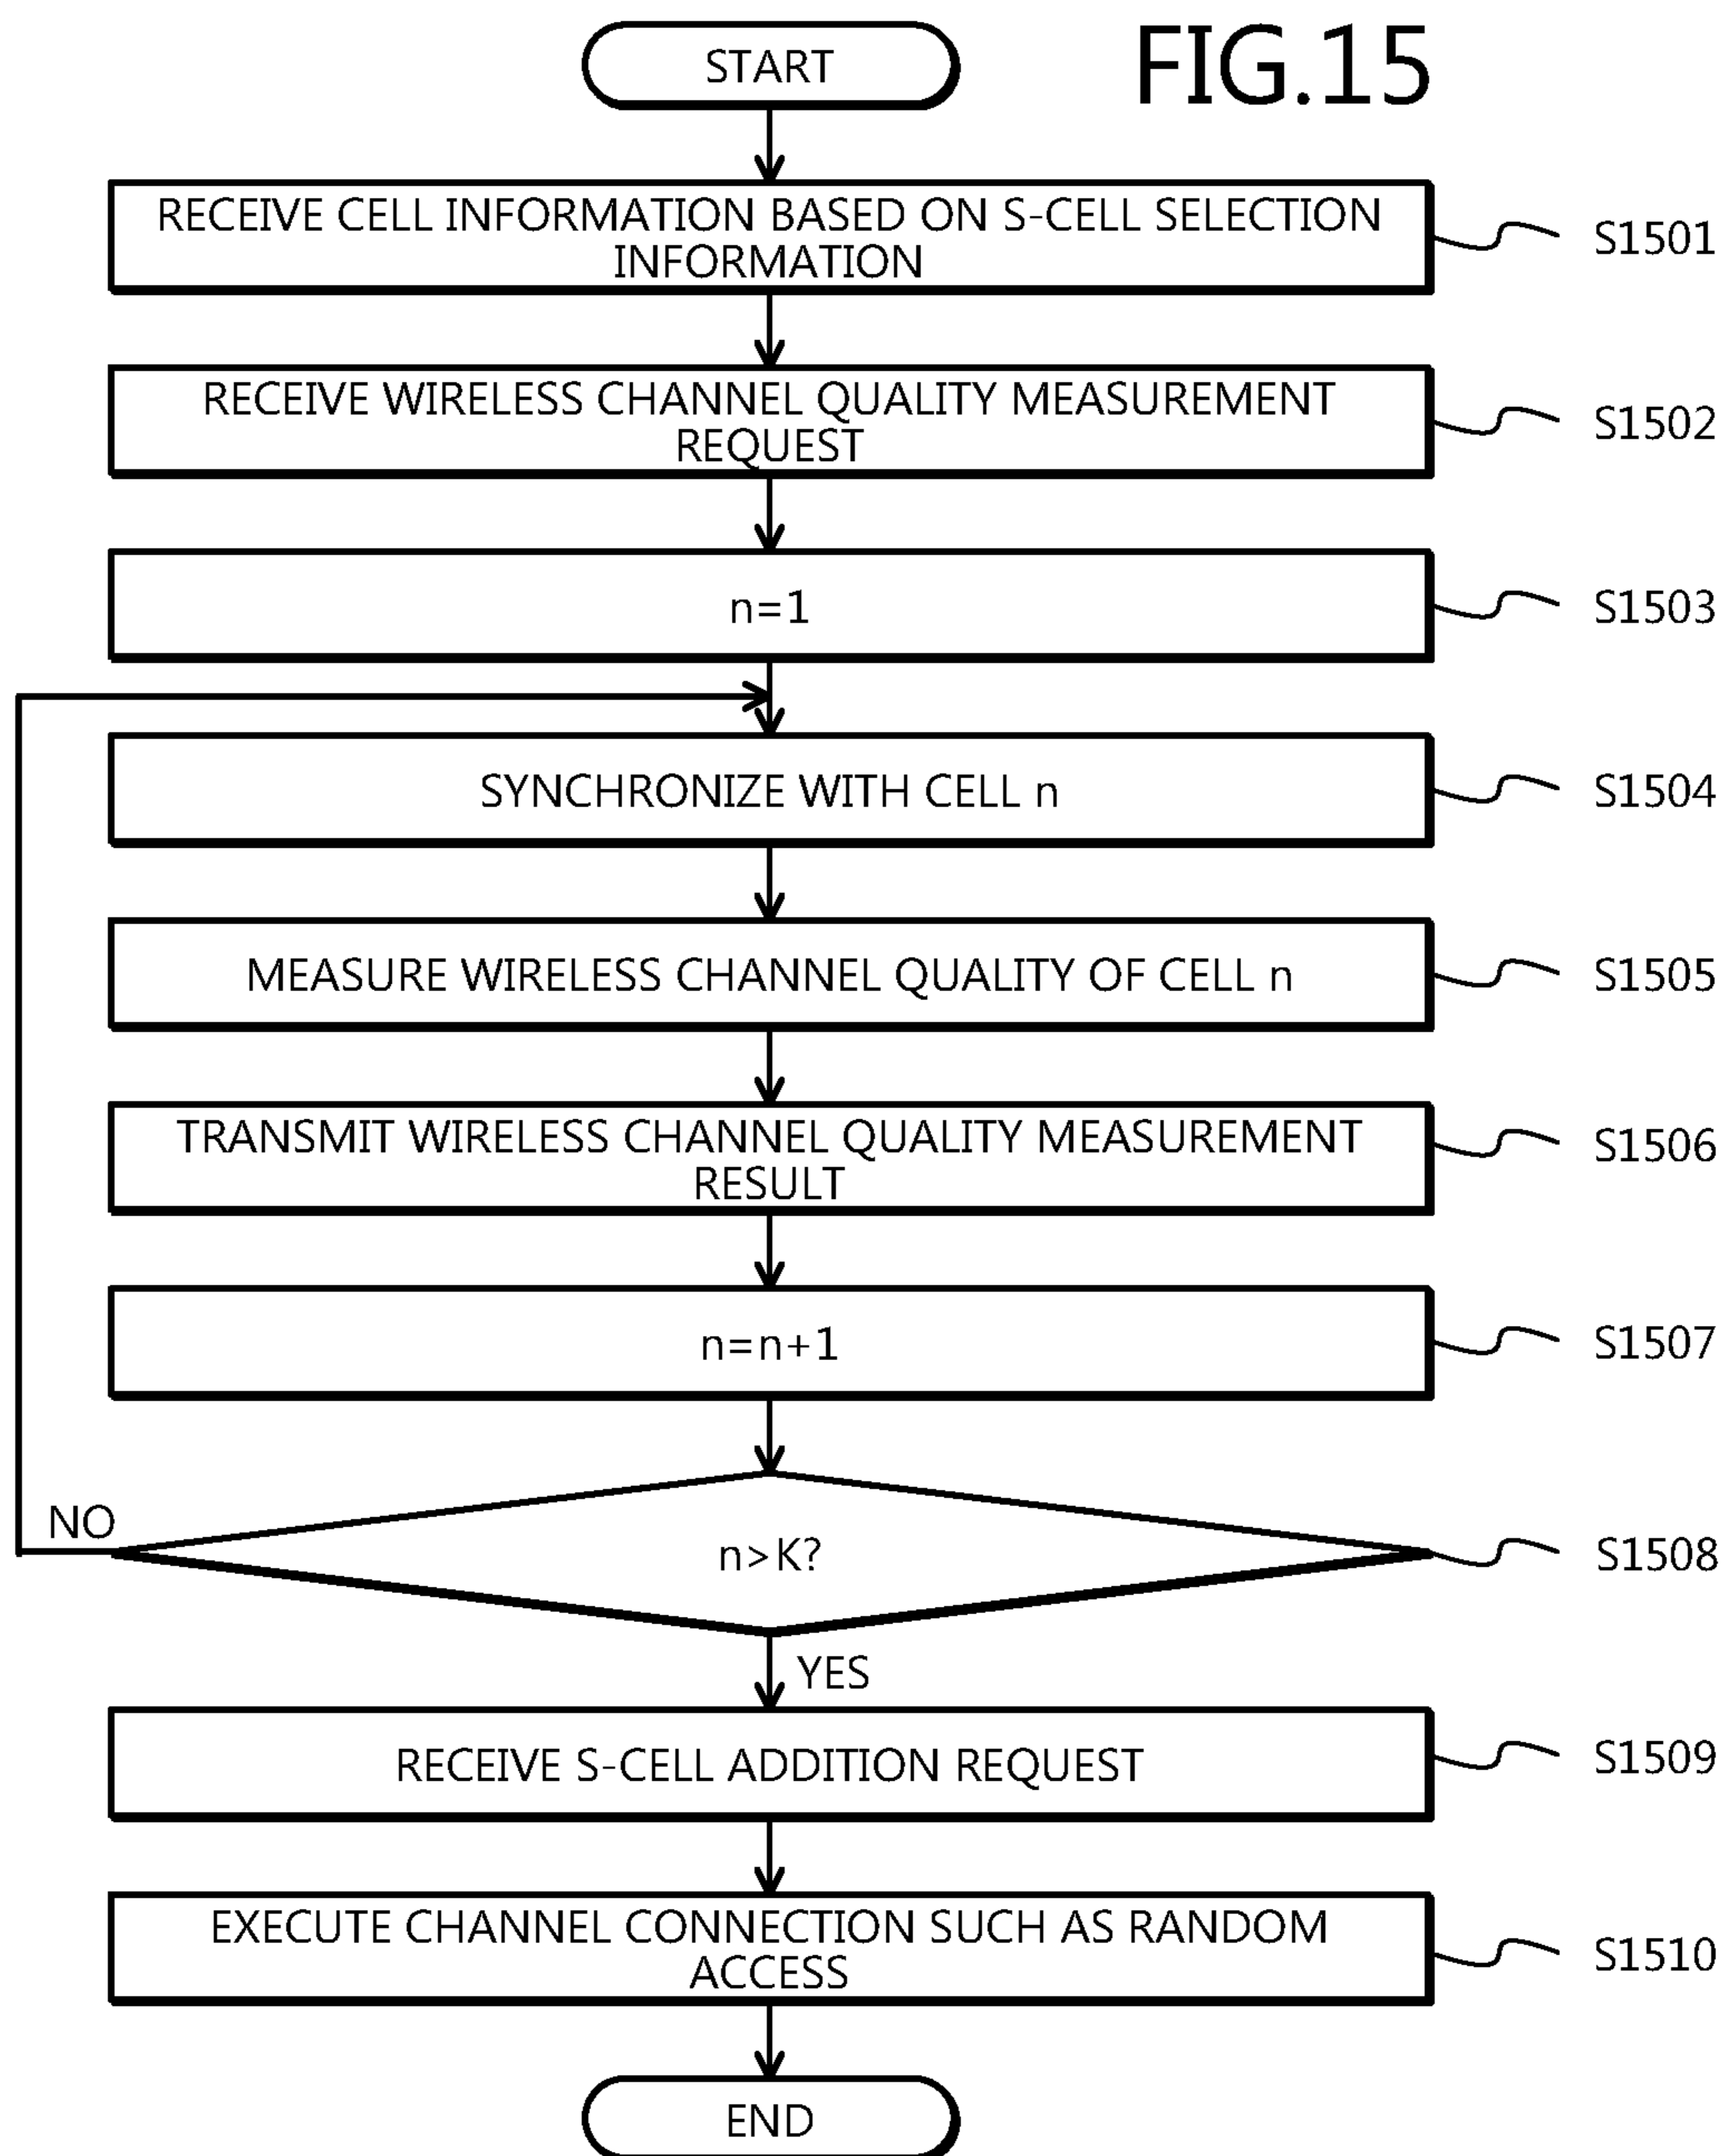 FIG.15
START
RECEIVE CELL INFORMATION BASED ON S-CELL SELECTION
INFORMATION
S1501
RECEIVE WIRELESS CHANNEL QUALITY MEASUREMENT
REQUEST
S1502
n=1
S1503
SYNCHRONIZE WITH CELL n
S1504
MEASURE WIRELESS CHANNEL QUALITY OF CELL n
S1505
TRANSMIT WIRELESS CHANNEL QUALITY MEASUREMENT
RESULT
S1506
n=n+1
S1507
NO
n>K?
S1508
YES
RECEIVE S-CELL ADDITION REQUEST
S1509
EXECUTE CHANNEL CONNECTION SUCH AS RANDOM
ACCESS
S1510
END